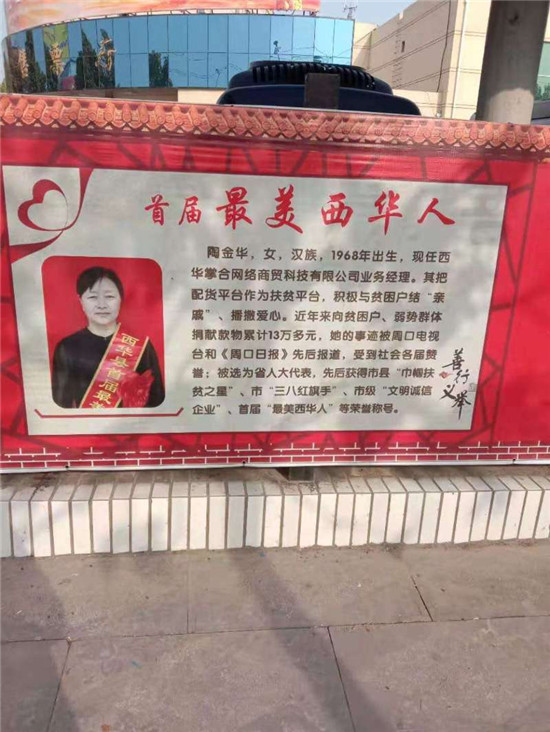 首届 最美西华人
陶金华，女，汉族，1968年出生，现任西
华掌合网络商贸科技有限公司业务经理。其把
配货平台作为扶贫平台，积极与贫困户结“亲
戚”、播撒爱心。近年来向贫困户、弱势群体
捐献款物累计13万多元，她的事迹被周口电视
台和《周口日报》先后报道，受到社会各届赞
誉；被选为省人大代表，先后获得市县“巾帼扶
贫之星”、市“三八红旗手”、市级“文明诚信
企业”、首届“最美西华人”等荣誉称号。
西华县首届最美
善行
义举